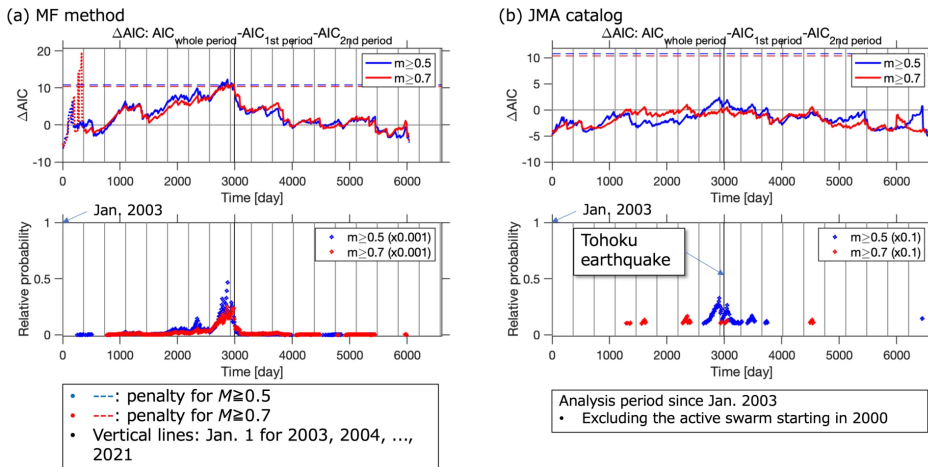 (a) MF method
ΔAIC: AICwhole period-AIC1st period-AIC2nd period
20
10
0
-10
ΔAIC
m≥0.5
m≥0.7
0 1000 2000 3000 4000 5000 6000
Time [day]
Jan. 2003
1
0.5
0
Relative probability
m≥0.5 (x0.001)
m≥0.7 (x0.001)
0 1000 2000 3000 4000 5000 6000
Time [day]
----: penalty for M≧0.5
----: penalty for M≧0.7
Vertical lines: Jan. 1 for 2003, 2004, ...,
2021
(b) JMA catalog
ΔAIC: AICwhole period-AIC1st period-AIC2nd period
10
5
0
-5
-10
ΔAIC
m≥0.5
m≥0.7
0 1000 2000 3000 4000 5000 6000
Time [day]
Jan. 2003
1
0.5
0
Relative probability
m≥0.5 (x0.1)
m≥0.7 (x0.1)
Tohoku
earthquake
0 1000 2000 3000 4000 5000 6000
Time [day]
Analysis period since Jan. 2003
• Excluding the active swarm starting in 2000